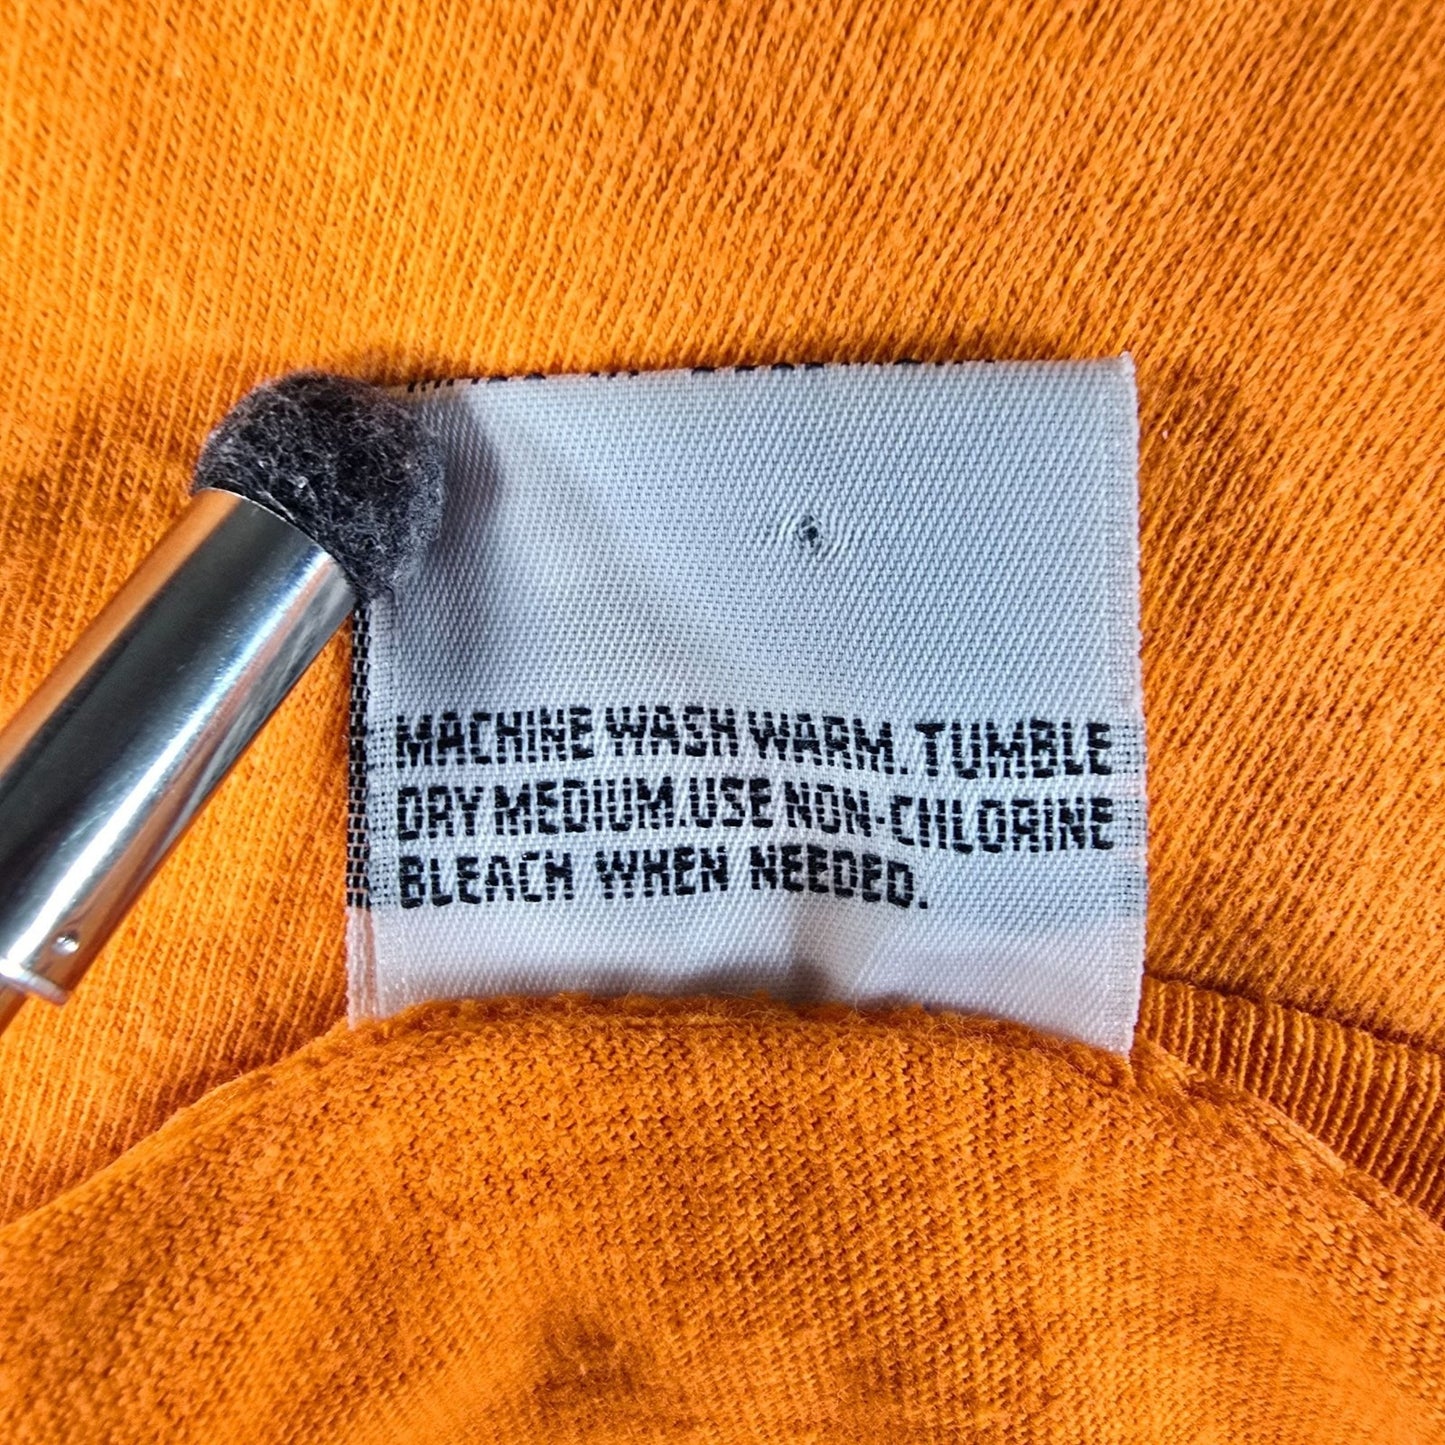 MACHINE WASH WARM. TUMBLE
DRY MEDIUM. USE NON-CHLORINE
BLEACH WHEN NEEDED.